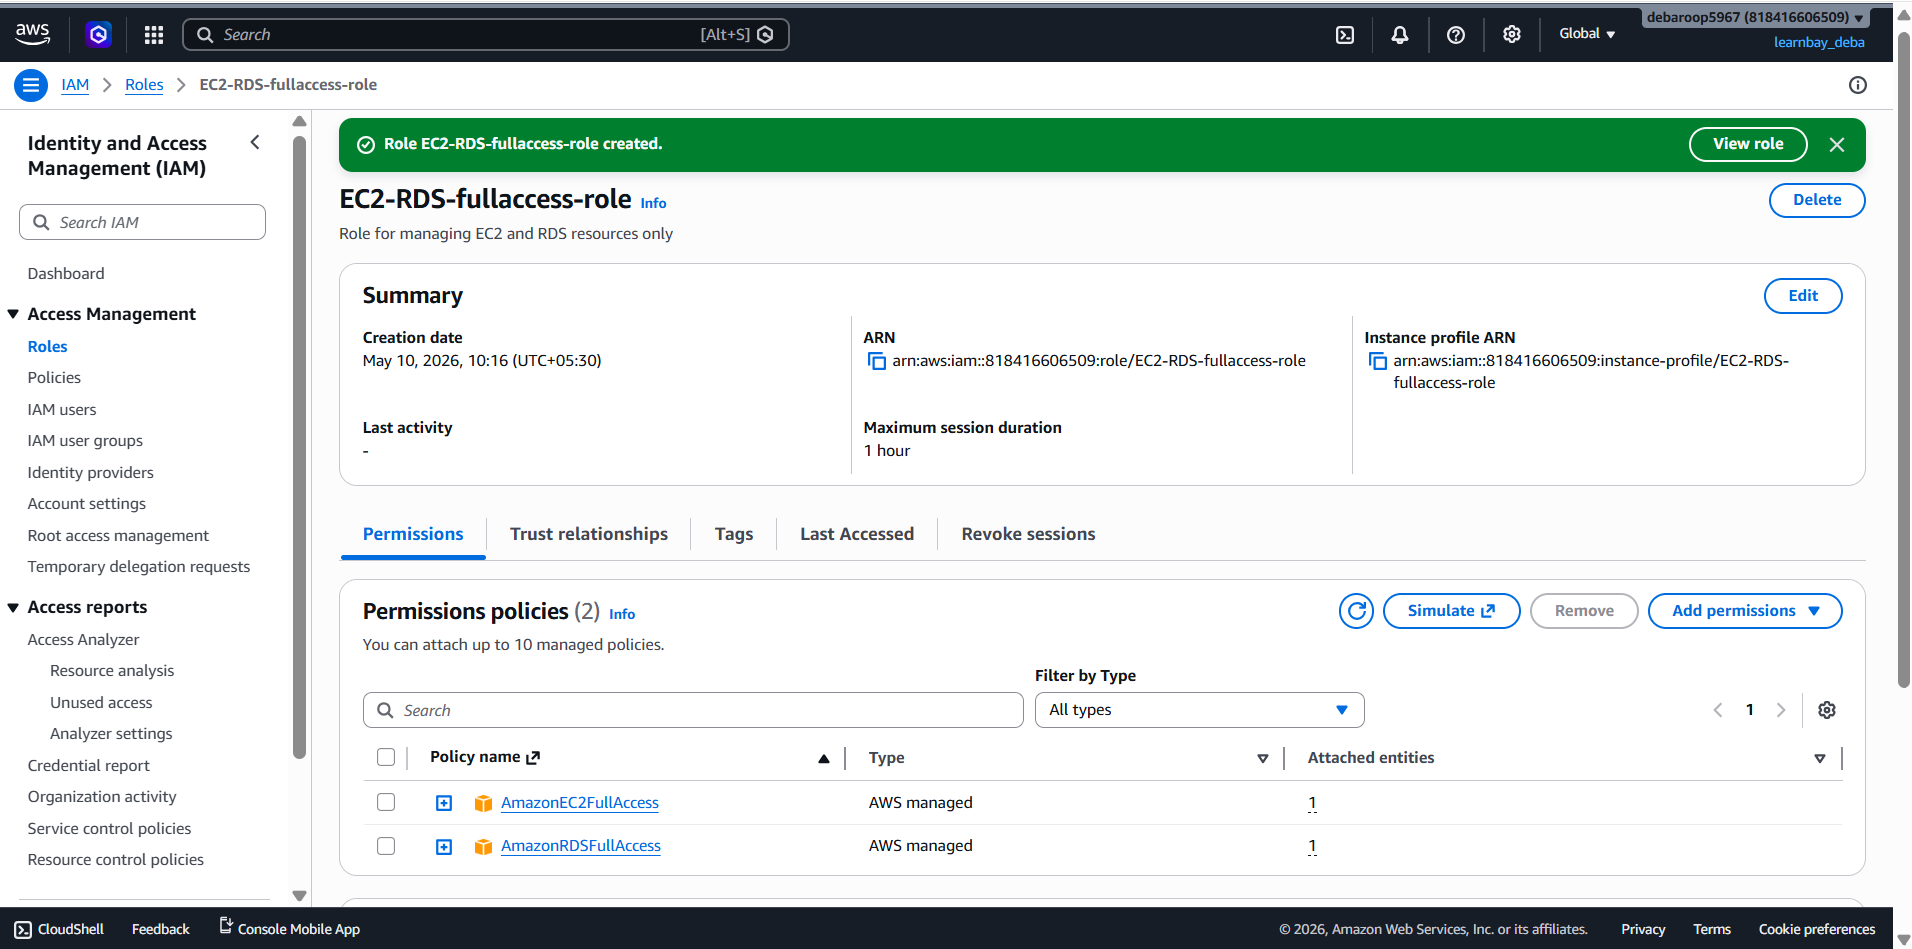 aws
Search
[Alt+S]
Global
debaroop5967 (818416606509)
learnbay_deba
IAM
Roles
EC2-RDS-fullaccess-role
Identity and Access
Management (IAM)
Search IAM
Dashboard
Access Management
Roles
Policies
IAM users
IAM user groups
Identity providers
Account settings
Root access management
Temporary delegation requests
Access reports
Access Analyzer
Resource analysis
Unused access
Analyzer settings
Credential report
Organization activity
Service control policies
Resource control policies
Role EC2-RDS-fullaccess-role created.
View role
EC2-RDS-fullaccess-role Info
Delete
Role for managing EC2 and RDS resources only
Summary
Edit
Creation date
May 10, 2026, 10:16 (UTC+05:30)
ARN
arn:aws:iam::818416606509:role/EC2-RDS-fullaccess-role
Instance profile ARN
arn:aws:iam::818416606509:instance-profile/EC2-RDS-
fullaccess-role
Last activity
-
Maximum session duration
1 hour
Permissions
Trust relationships
Tags
Last Accessed
Revoke sessions
Permissions policies (2) Info
You can attach up to 10 managed policies.
Simulate
Remove
Add permissions
Filter by Type
Search
All types
1
Policy name
Type
Attached entities
AmazonEC2FullAccess
AWS managed
1
AmazonRDSFullAccess
AWS managed
1
CloudShell
Feedback
Console Mobile App
© 2026, Amazon Web Services, Inc. or its affiliates.
Privacy
Terms
Cookie preferences